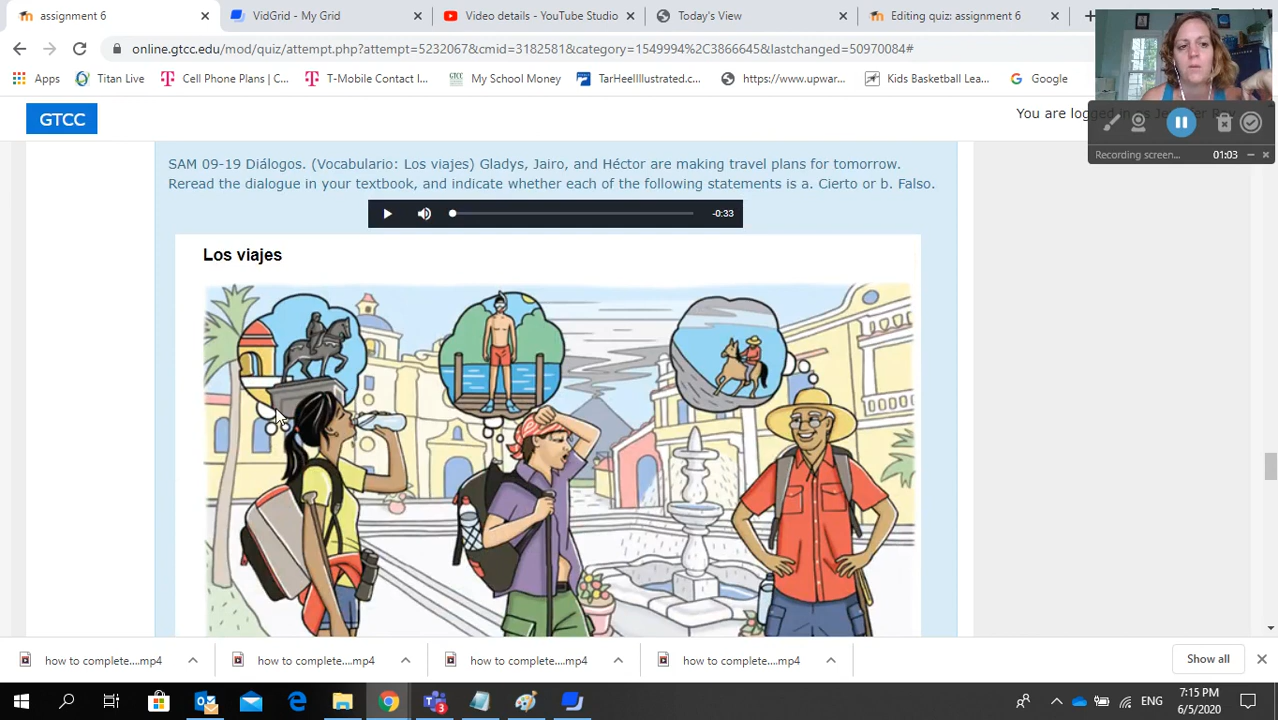 assignment 6
VidGrid - My Grid
Video details - YouTube Studio
Today's View
Editing quiz: assignment 6
online.gtcc.edu/mod/quiz/attempt.php?attempt=5232067&cmid=3182581&category=1549994%2C3866645&lastchanged=50970084#
Apps
Titan Live
Cell Phone Plans | C...
T-Mobile Contact I...
My School Money
TarHeelIllustrated.c...
https://www.upwar...
Kids Basketball Lea...
Google
GTCC
You are logged in as Jennifer
Recording screen...
01:03
SAM 09-19 Diálogos. (Vocabulario: Los viajes) Gladys, Jairo, and Héctor are making travel plans for tomorrow.
Reread the dialogue in your textbook, and indicate whether each of the following statements is a. Cierto or b. Falso.
-0:33
Los viajes
how to complete....mp4
how to complete....mp4
how to complete....mp4
how to complete....mp4
Show all
ENG
7:15 PM
6/5/2020